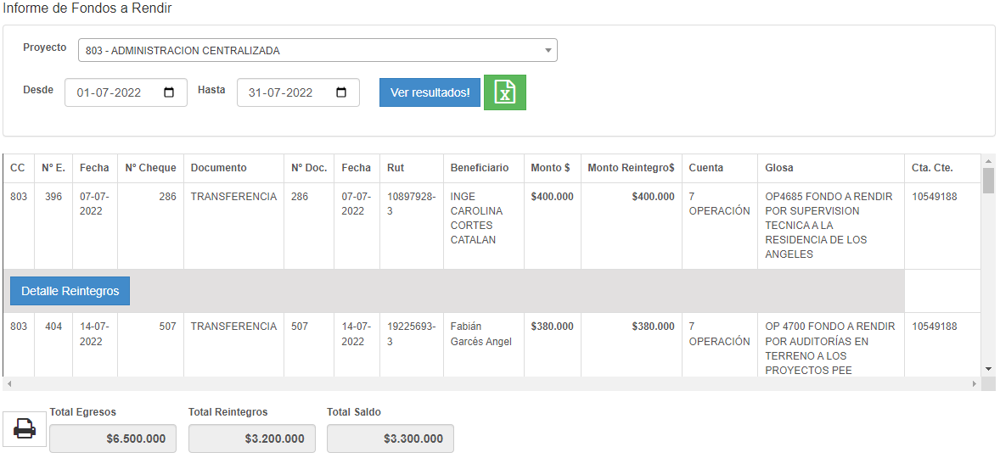 Informe de Fondos a Rendir
Proyecto
803 - ADMINISTRACION CENTRALIZADA
Desde
01-07-2022
Hasta
31-07-2022
Ver resultados!
CC Nº E. Fecha Nº Cheque Documento Nº Doc. Fecha Rut Beneficiario Monto $ Monto Reintegro$ Cuenta Glosa Cta. Cte.
803 396 07-07- 286 TRANSFERENCIA 286 07-07- 10897928- INGE $400.000 $400.000 7 OP4685 FONDO A RENDIR 10549188
2022 2022 3 CAROLINA OPERACIÓN POR SUPERVISION
CORTES TECNICA A LA
CATALAN RESIDENCIA DE LOS
ANGELES
Detalle Reintegros
803 404 14-07- 507 TRANSFERENCIA 507 14-07- 19225693- Fabián $380.000 $380.000 7 OP 4700 FONDO A RENDIR 10549188
2022 2022 3 Garcés Angel OPERACIÓN POR AUDITORÍAS EN
TERRENO A LOS
PROYECTOS PEE
Total Egresos Total Reintegros Total Saldo
$6.500.000 $3.200.000 $3.300.000